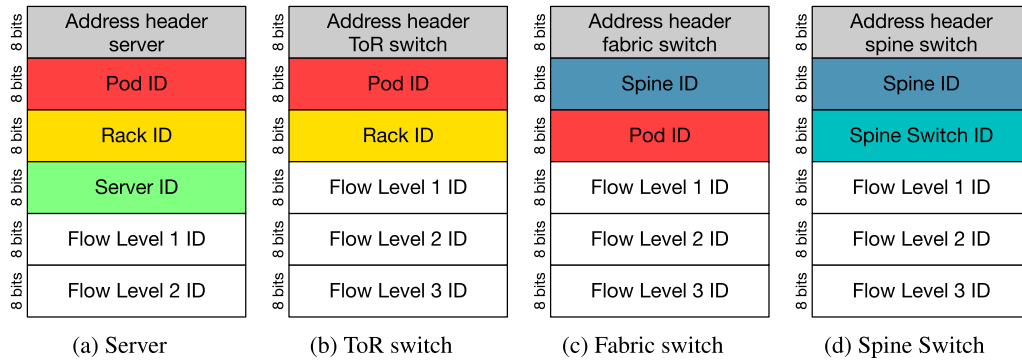 8 bits
Address header
server
8 bits
Pod ID
8 bits
Rack ID
8 bits
Server ID
8 bits
Flow Level 1 ID
8 bits
Flow Level 2 ID
(a) Server
8 bits
Address header
ToR switch
8 bits
Pod ID
8 bits
Rack ID
8 bits
Flow Level 1 ID
8 bits
Flow Level 2 ID
8 bits
Flow Level 3 ID
(b) ToR switch
8 bits
Address header
fabric switch
8 bits
Spine ID
8 bits
Pod ID
8 bits
Flow Level 1 ID
8 bits
Flow Level 2 ID
8 bits
Flow Level 3 ID
(c) Fabric switch
8 bits
Address header
spine switch
8 bits
Spine ID
8 bits
Spine Switch ID
8 bits
Flow Level 1 ID
8 bits
Flow Level 2 ID
8 bits
Flow Level 3 ID
(d) Spine Switch